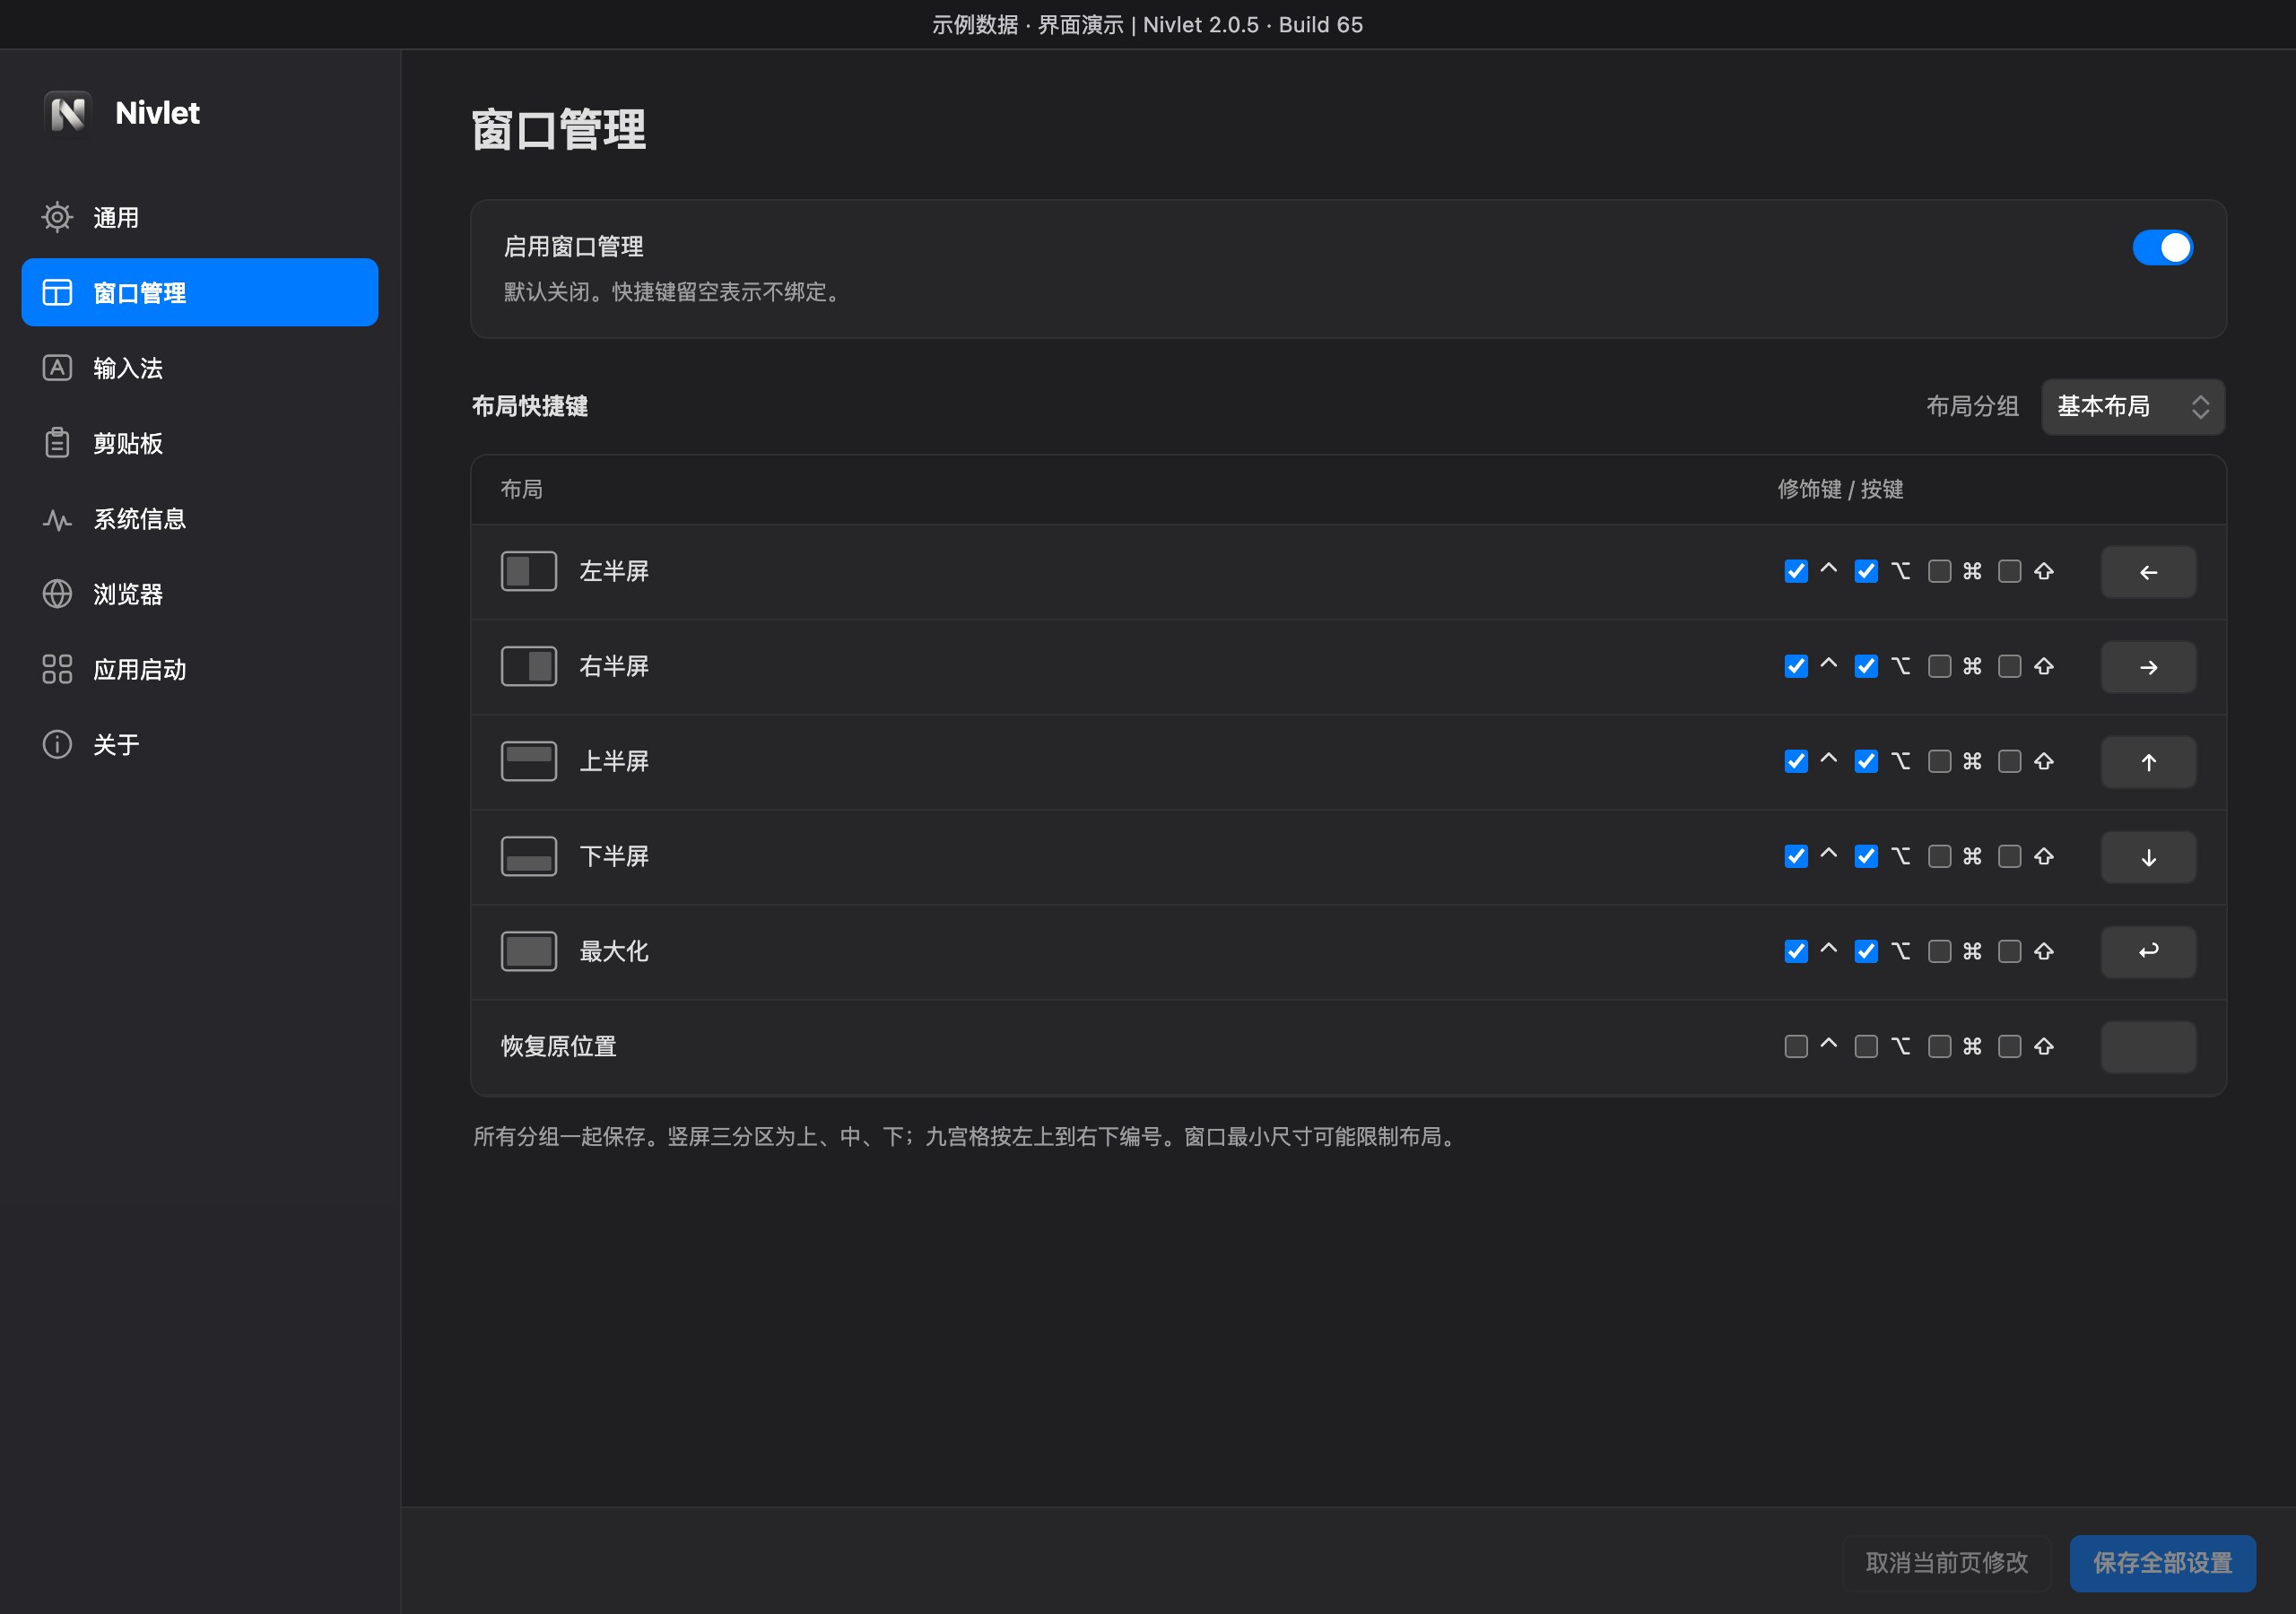 示例数据 · 界面演示 | Nivlet 2.0.5 · Build 65
Nivlet
通用
窗口管理
输入法
剪贴板
系统信息
浏览器
应用启动
关于
窗口管理
启用窗口管理
默认关闭。快捷键留空表示不绑定。
布局快捷键 布局分组 基本布局
布局 修饰键 / 按键
左半屏 ^ ⌥ ⌘ ⇧ ←
右半屏 ^ ⌥ ⌘ ⇧ →
上半屏 ^ ⌥ ⌘ ⇧ ↑
下半屏 ^ ⌥ ⌘ ⇧ ↓
最大化 ^ ⌥ ⌘ ⇧ ↩
恢复原位置 ^ ⌥ ⌘ ⇧
所有分组一起保存。竖屏三分区为上、中、下；九宫格按左上到右下编号。窗口最小尺寸可能限制布局。
取消当前页修改 保存全部设置